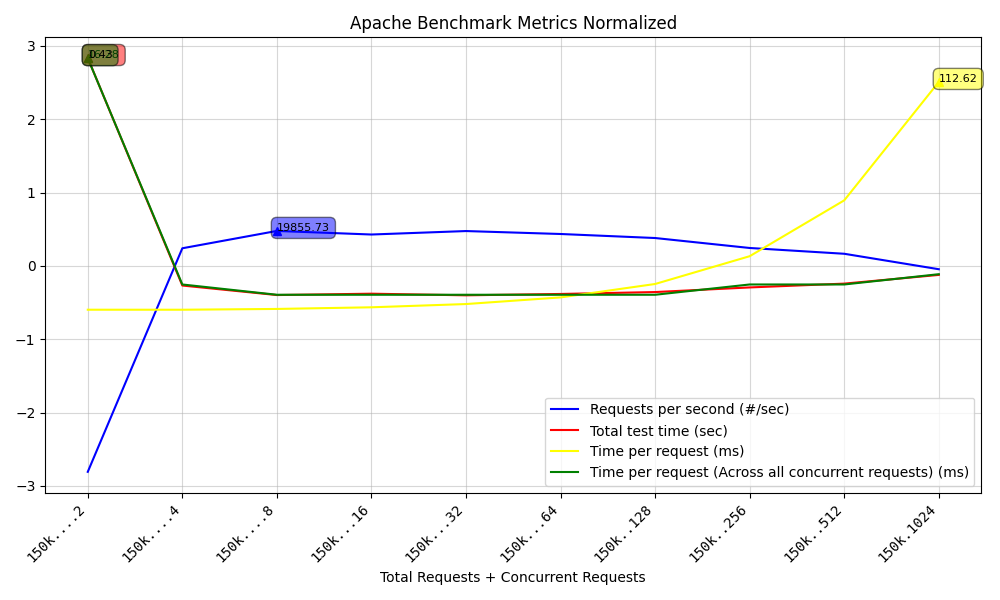 Apache Benchmark Metrics Normalized
3
2
1
0
−1
−2
−3
0.43
19855.73
112.62
Requests per second (#/sec)
Total test time (sec)
Time per request (ms)
Time per request (Across all concurrent requests) (ms)
150k....2
150k....4
150k....8
150k...16
150k...32
150k...64
150k..128
150k..256
150k..512
150k.1024
Total Requests + Concurrent Requests